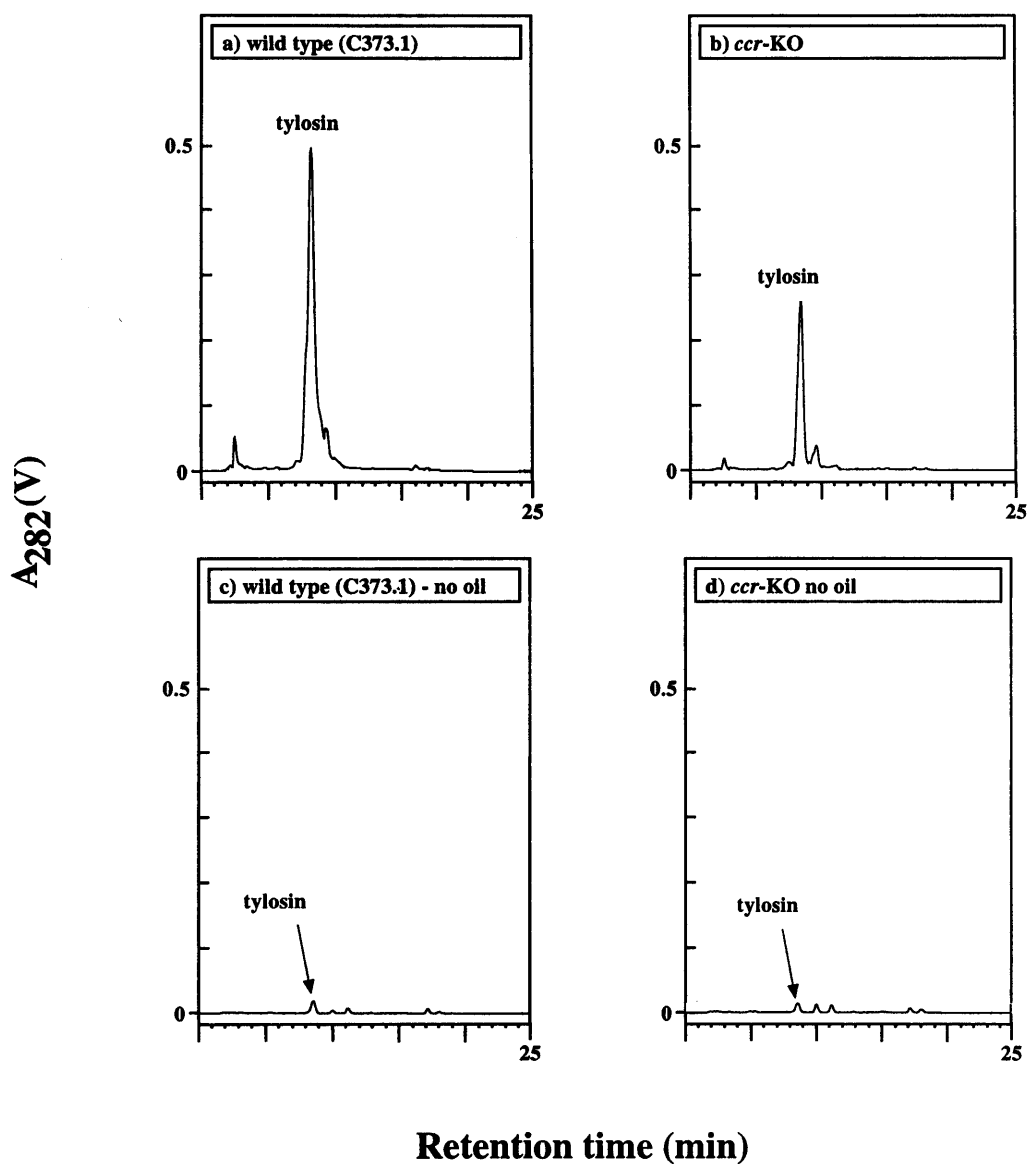 a) wild type (C373.1)
tylosin
0.5
0
25
b) ccr-KO
tylosin
0.5
0
25
A282(V)
c) wild type (C373.1) - no oil
0.5
tylosin
0
25
d) ccr-KO no oil
0.5
tylosin
0
25
Retention time (min)